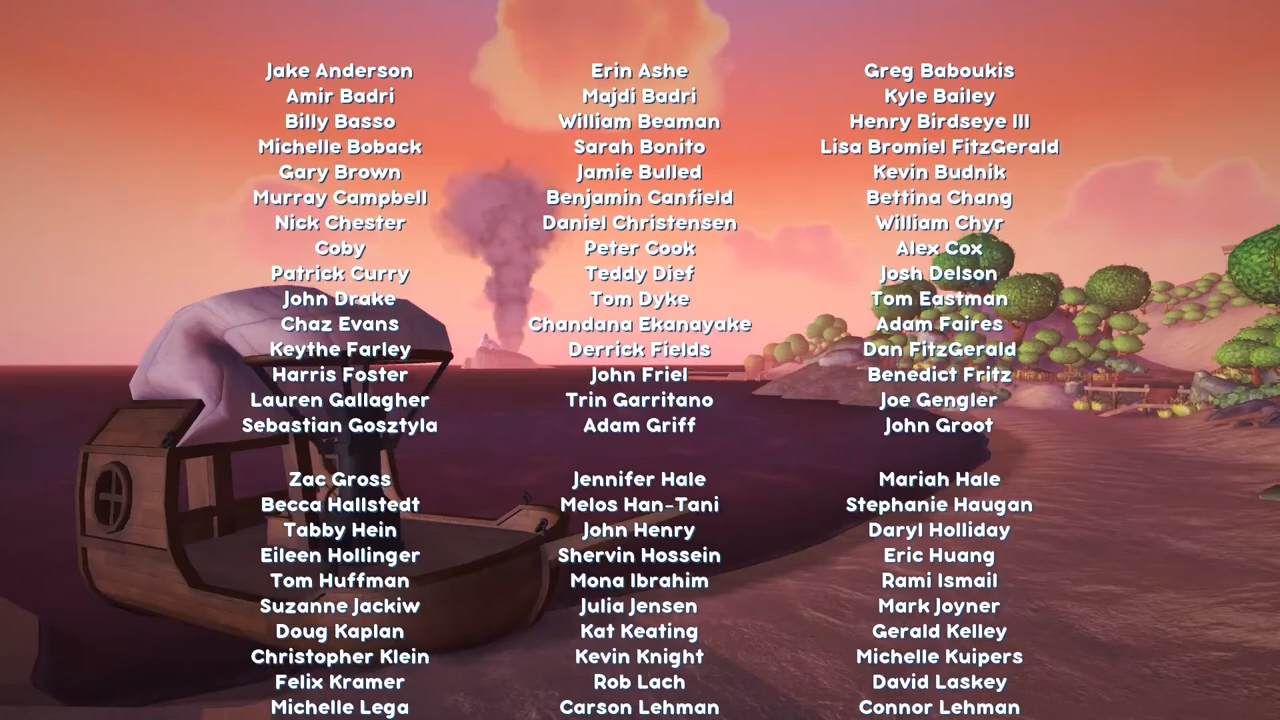 Jake Anderson Erin Ashe Greg Baboukis
Amir Badri Majdi Badri Kyle Bailey
Billy Basso William Beaman Henry Birdseye III
Michelle Boback Sarah Bonito Lisa Bromiel FitzGerald
Gary Brown Jamie Bulled Kevin Budnik
Murray Campbell Benjamin Canfield Bettina Chang
Nick Chester Daniel Christensen William Chyr
Coby Peter Cook Alex Cox
Patrick Curry Teddy Dief Josh Delson
John Drake Tom Dyke Tom Eastman
Chaz Evans Chandana Ekanayake Adam Faires
Keythe Farley Derrick Fields Dan FitzGerald
Harris Foster John Friel Benedict Fritz
Lauren Gallagher Trin Garritano Joe Gengler
Sebastian Gosztyla Adam Griff John Groot
Zac Gross Jennifer Hale Mariah Hale
Becca Hallstedt Melos Han-Tani Stephanie Haugan
Tabby Hein John Henry Daryl Holliday
Eileen Hollinger Shervin Hossein Eric Huang
Tom Huffman Mona Ibrahim Rami Ismail
Suzanne Jackiw Julia Jensen Mark Joyner
Doug Kaplan Kat Keating Gerald Kelley
Christopher Klein Kevin Knight Michelle Kuipers
Felix Kramer Rob Lach David Laskey
Michelle Lega Carson Lehman Connor Lehman